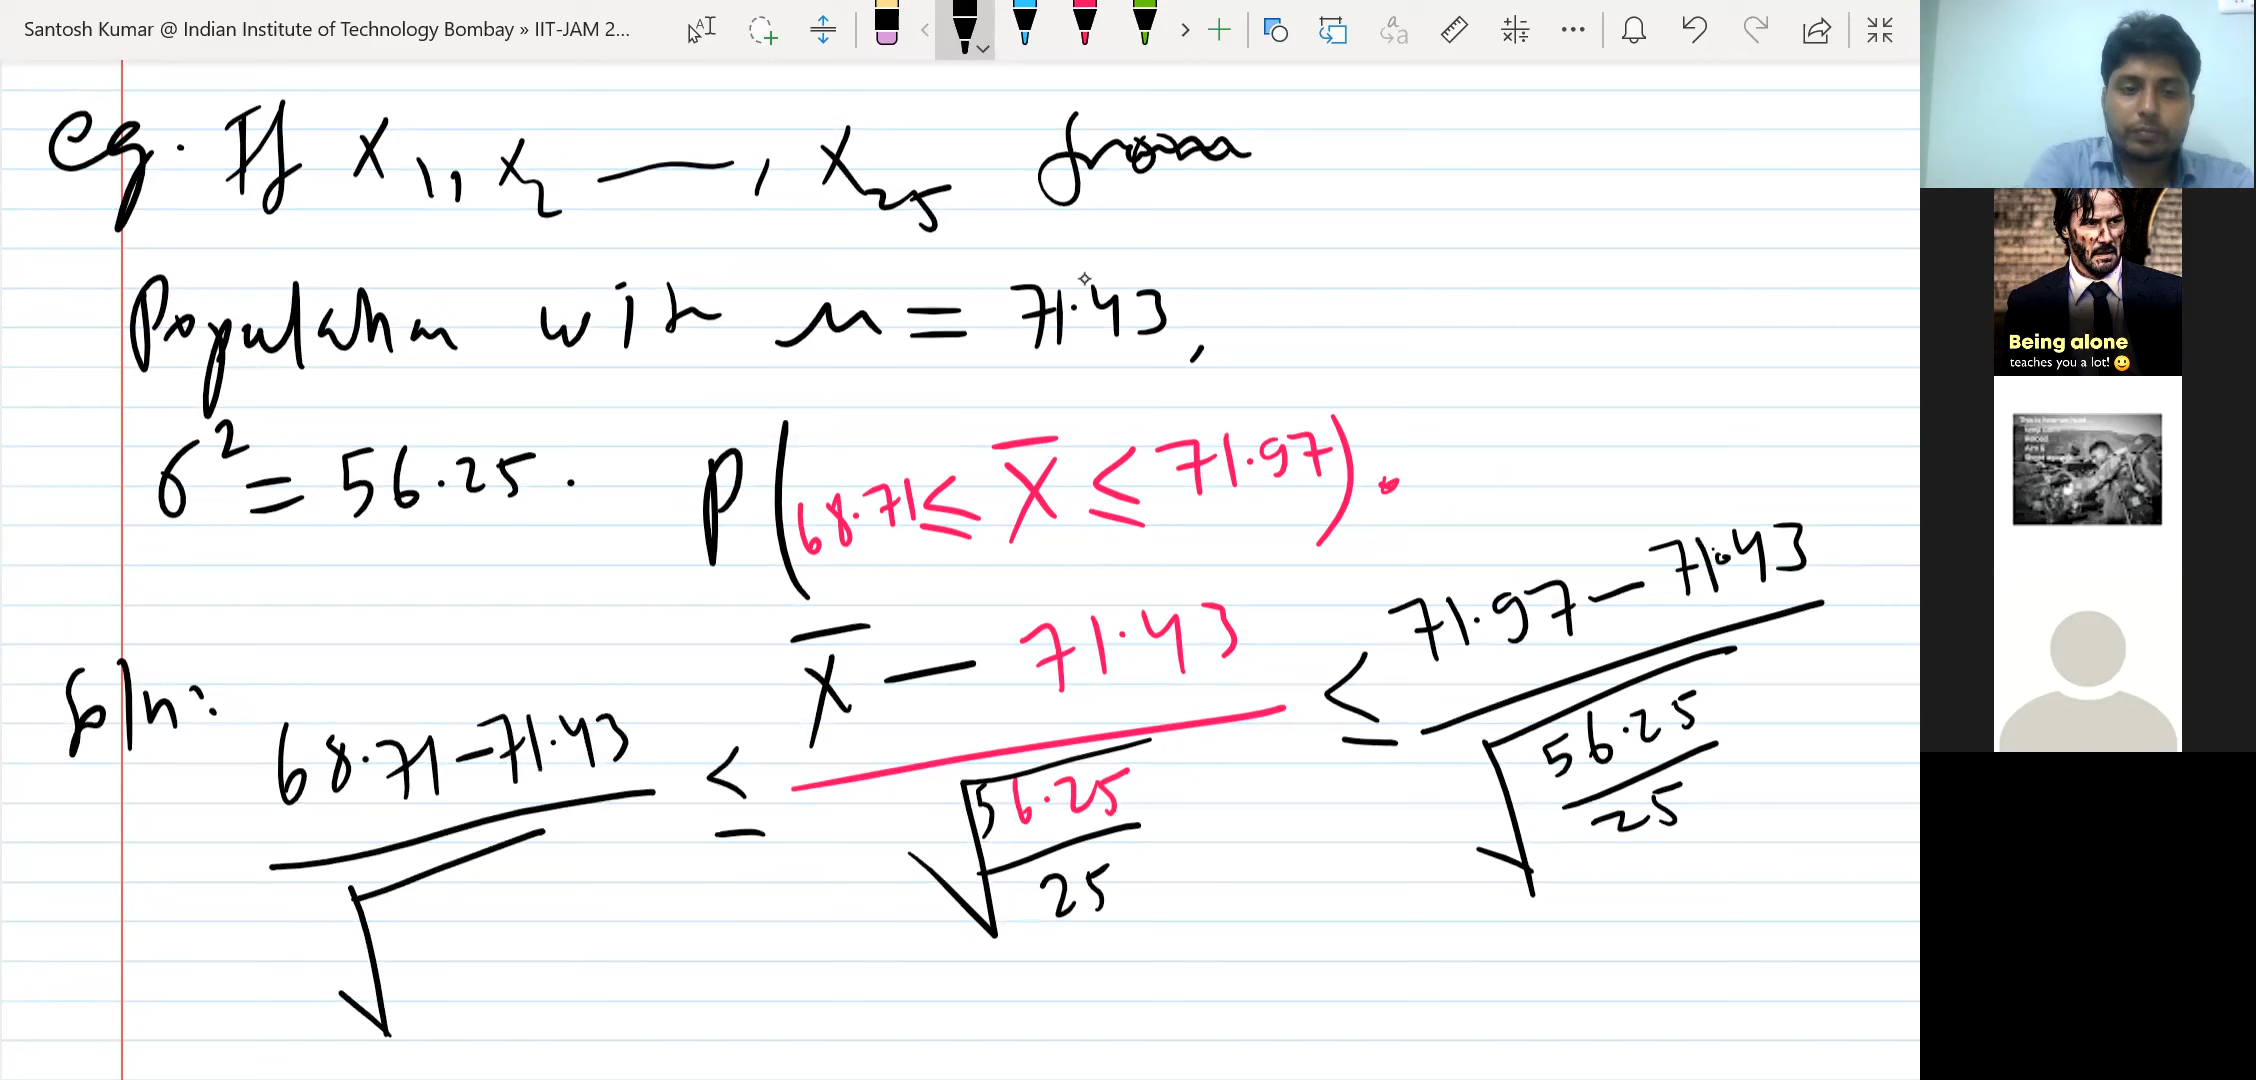 Santosh Kumar @ Indian Institute of Technology Bombay » IIT-JAM 2...
eg. If X₁, X₂ —, X₂₅ from
Population with μ = 71.43,
σ² = 56.25. P(68.71 ≤ X̅ ≤ 71.97).
Soln: (68.71 - 71.43) / √ ≤ (X̅ - 71.43) / √(56.25/25) ≤ (71.97 - 71.43) / √(56.25/25)
Being alone
teaches you a lot! 😀